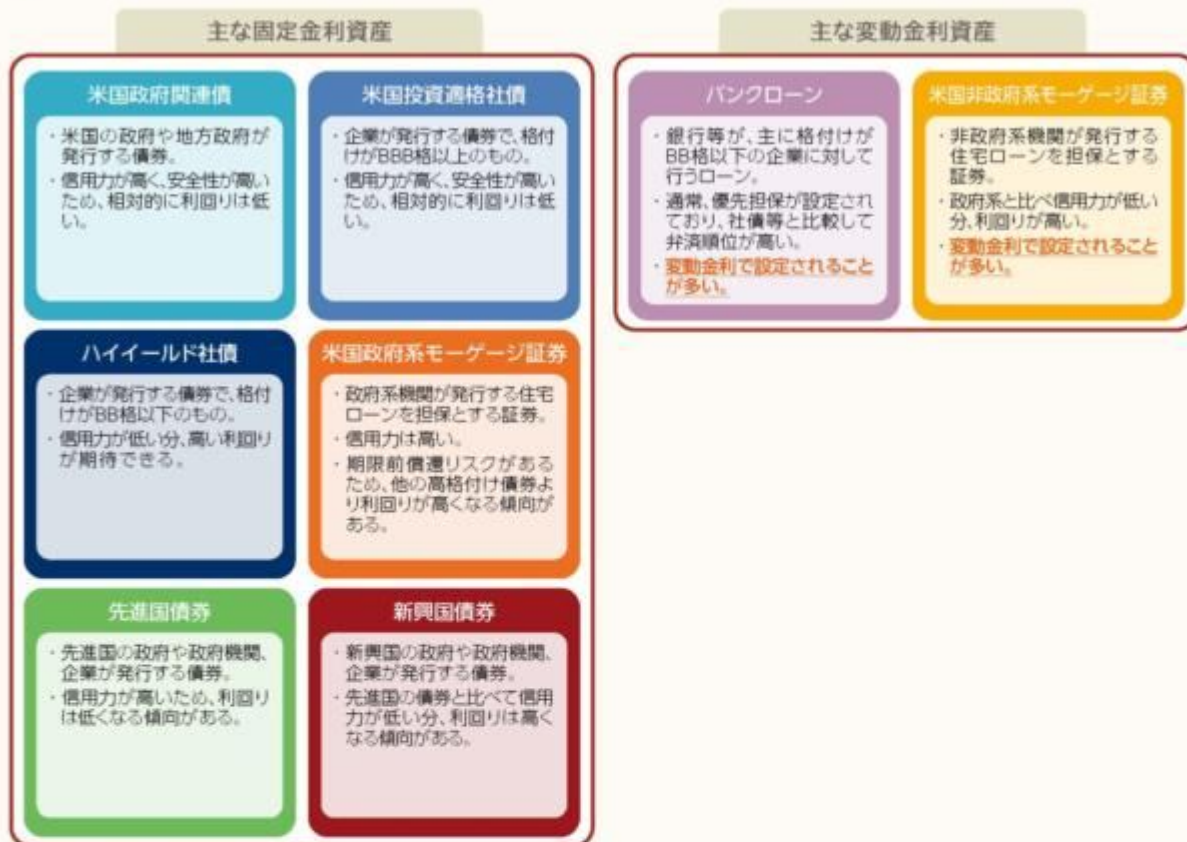 主な固定金利資産
米国政府関連債
・米国の政府や地方政府が
発行する債券。
・信用力が高く、安全性が高い
ため、相対的に利回りは低
い。
米国投資適格社債
・企業が発行する債券で、格付
けがBBB格以上のもの。
・信用力が高く、安全性が高い
ため、相対的に利回りは低
い。
ハイイールド社債
・企業が発行する債券で、格付
けがBB格以下のもの。
・信用力が低い分、高い利回り
が期待できる。
米国政府系モーゲージ証券
・政府系機関が発行する住宅
ローンを担保とする証券。
・信用力は高い。
・期限前償還リスクがある
ため、他の高格付け債券よ
り利回りが高くなる傾向が
ある。
先進国債券
・先進国の政府や政府機関、
企業が発行する債券。
・信用力が高いため、利回り
は低くなる傾向がある。
新興国債券
・新興国の政府や政府機関、
企業が発行する債券。
・先進国の債券と比べて信用
力が低い分、利回りは高く
なる傾向がある。
主な変動金利資産
バンクローン
・銀行等が、主に格付けが
BB格以下の企業に対して
行うローン。
・通常、優先担保が設定され
ており、社債等と比較して
弁済順位が高い。
・変動金利で設定されること
が多い。
米国非政府系モーゲージ証券
・非政府系機関が発行する
住宅ローンを担保とする
証券。
・政府系と比べ信用力が低い
分、利回りが高い。
・変動金利で設定されること
が多い。